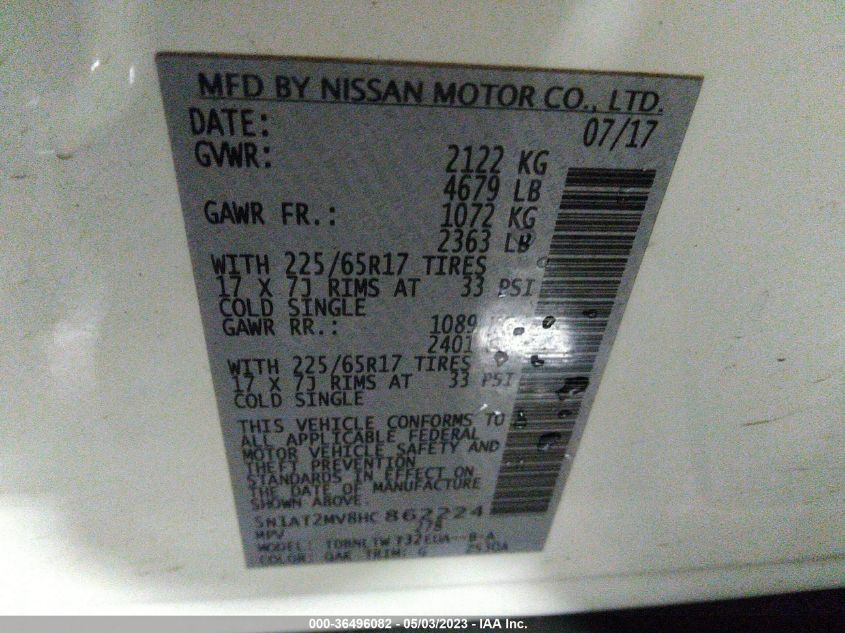 MFD BY NISSAN MOTOR CO., LTD.
DATE: 07/17
GVWR: 2122 KG
4679 LB
GAWR FR.: 1072 KG
2363 LB
WITH 225/65R17 TIRES
17 X 7J RIMS AT 33 PSI
COLD SINGLE
GAWR RR.: 1089
2401
WITH 225/65R17 TIRES
17 X 7J RIMS AT 33 PSI
COLD SINGLE
THIS VEHICLE CONFORMS TO
ALL APPLICABLE FEDERAL
MOTOR VEHICLE SAFETY AND
THEFT PREVENTION
STANDARDS IN EFFECT ON
THE DATE OF MANUFACTURE
SHOWN ABOVE.
5N1AT2MV8HC 862224
MPV
MODEL:
COLOR: QAK TRIM: G
000-36496082 - 05/03/2023 - IAA Inc.